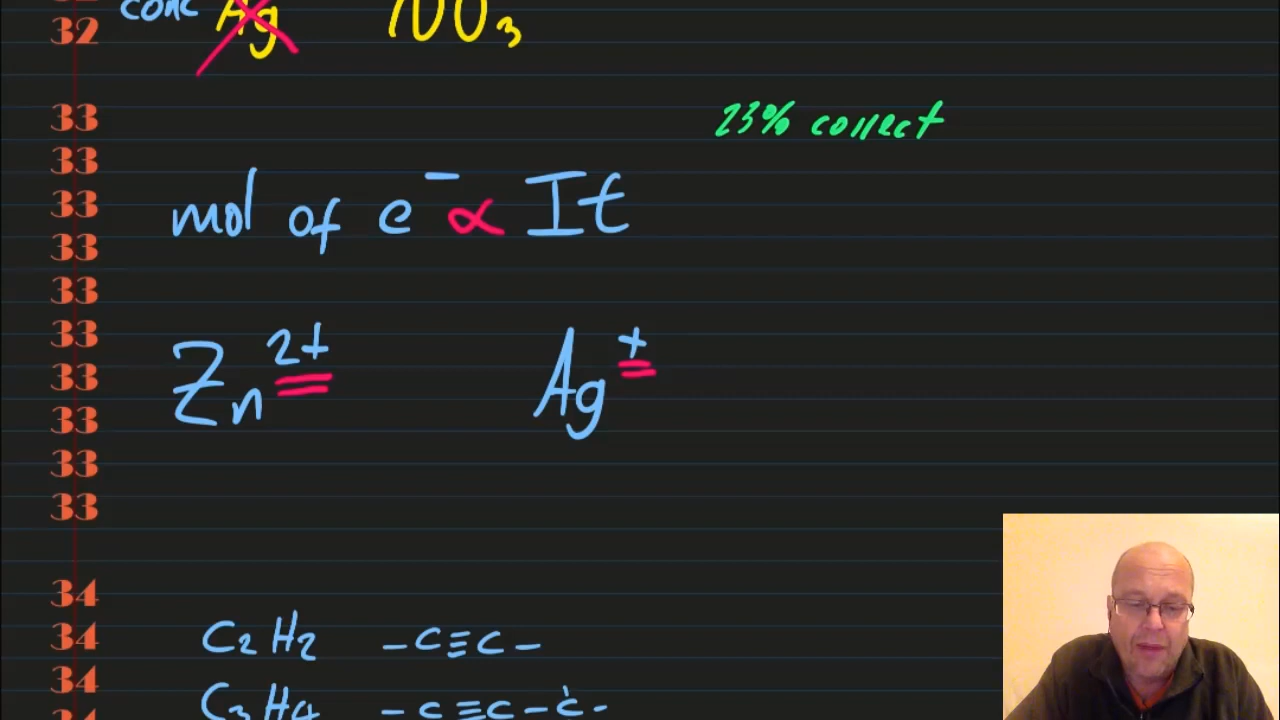 32 conc Ag NO3
33 23% correct
33
33 mol of e⁻ ∝ It
33
33
33 Zn²⁺ Ag⁺
33
33
33
33
34
34 C2H2 -C≡C-
34 C3H4 -C≡C-C-